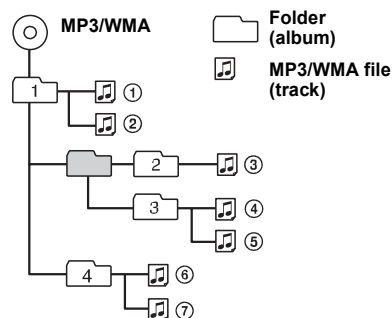 MP3/WMA
Folder
(album)
MP3/WMA file
(track)
1
①
②
2
③
3
④
⑤
4
⑥
⑦